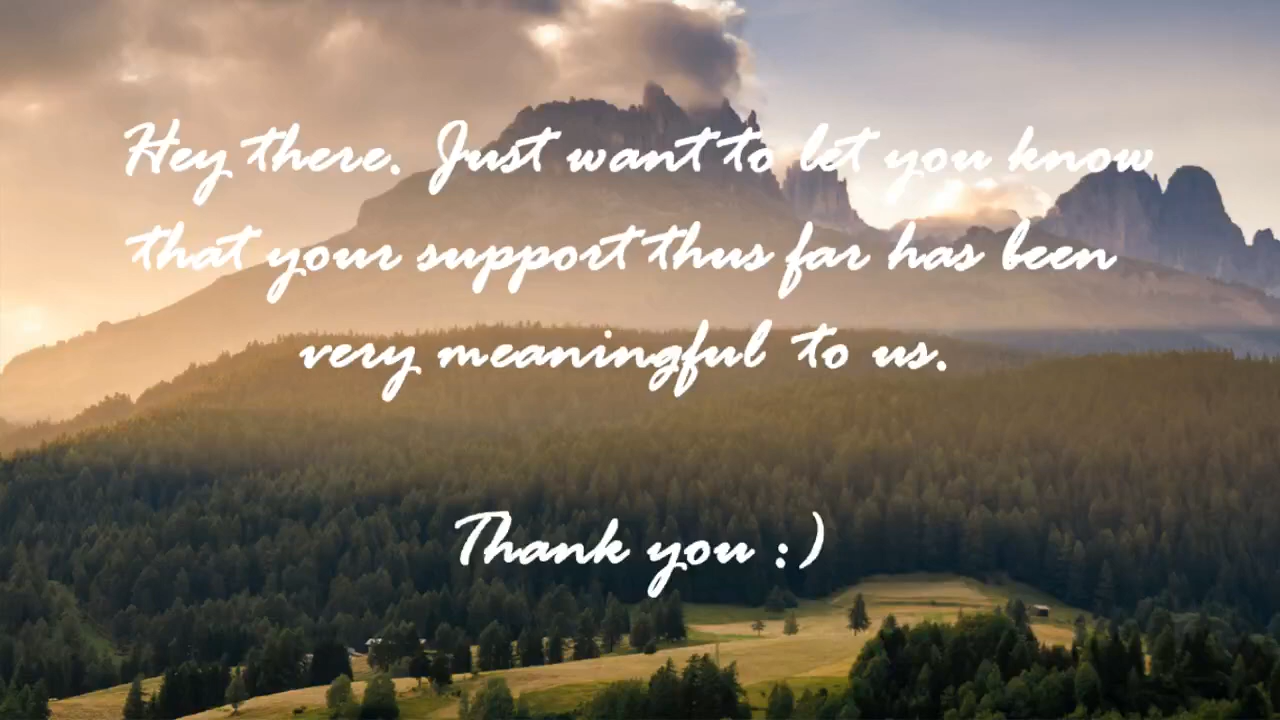 Hey there. Just want to let you know
that your support thus far has been
very meaningful to us.
Thank you :)